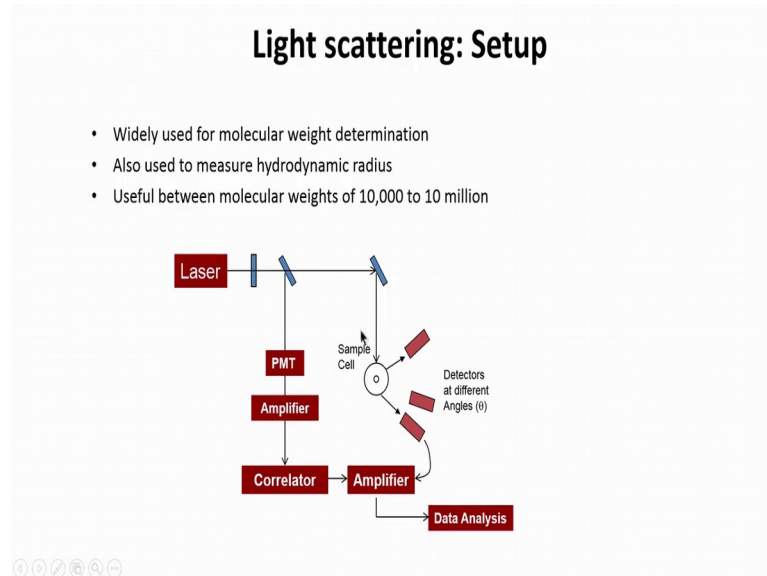 Light scattering: Setup
• Widely used for molecular weight determination
• Also used to measure hydrodynamic radius
• Useful between molecular weights of 10,000 to 10 million
Laser
Sample
Cell
PMT
Detectors
at different
Angles (θ)
Amplifier
Correlator
Amplifier
Data Analysis